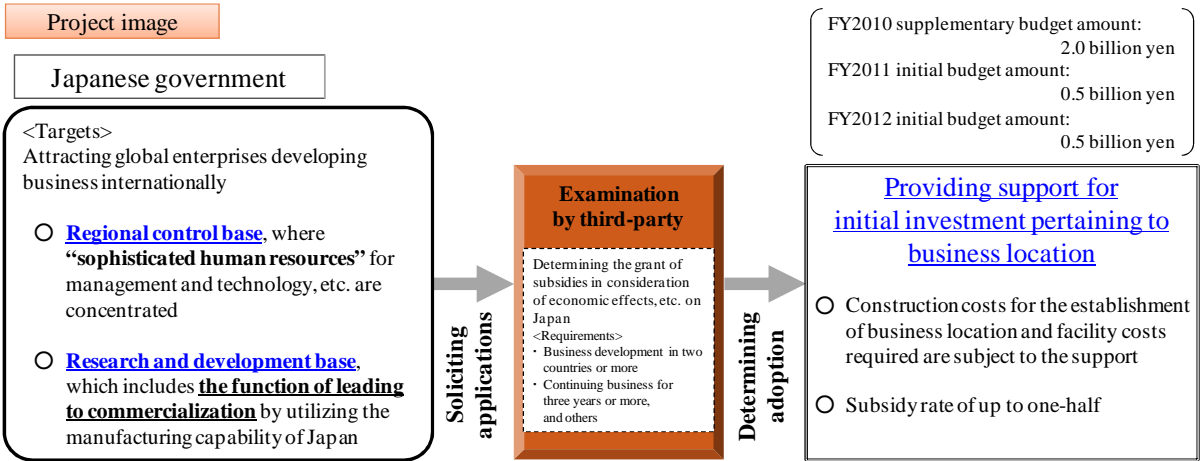 Project image
Japanese government
<Targets>
Attracting global enterprises developing
business internationally
○ Regional control base, where
“sophisticated human resources” for
management and technology, etc. are
concentrated
○ Research and development base,
which includes the function of leading
to commercialization by utilizing the
manufacturing capability of Japan
Soliciting
applications
Examination
by third-party
Determining the grant of
subsidies in consideration
of economic effects, etc. on
Japan
<Requirements>
・ Business development in two
countries or more
・ Continuing business for
three years or more,
and others
Determining
adoption
FY2010 supplementary budget amount:
2.0 billion yen
FY2011 initial budget amount:
0.5 billion yen
FY2012 initial budget amount:
0.5 billion yen
Providing support for
initial investment pertaining to
business location
○ Construction costs for the establishment
of business location and facility costs
required are subject to the support
○ Subsidy rate of up to one-half